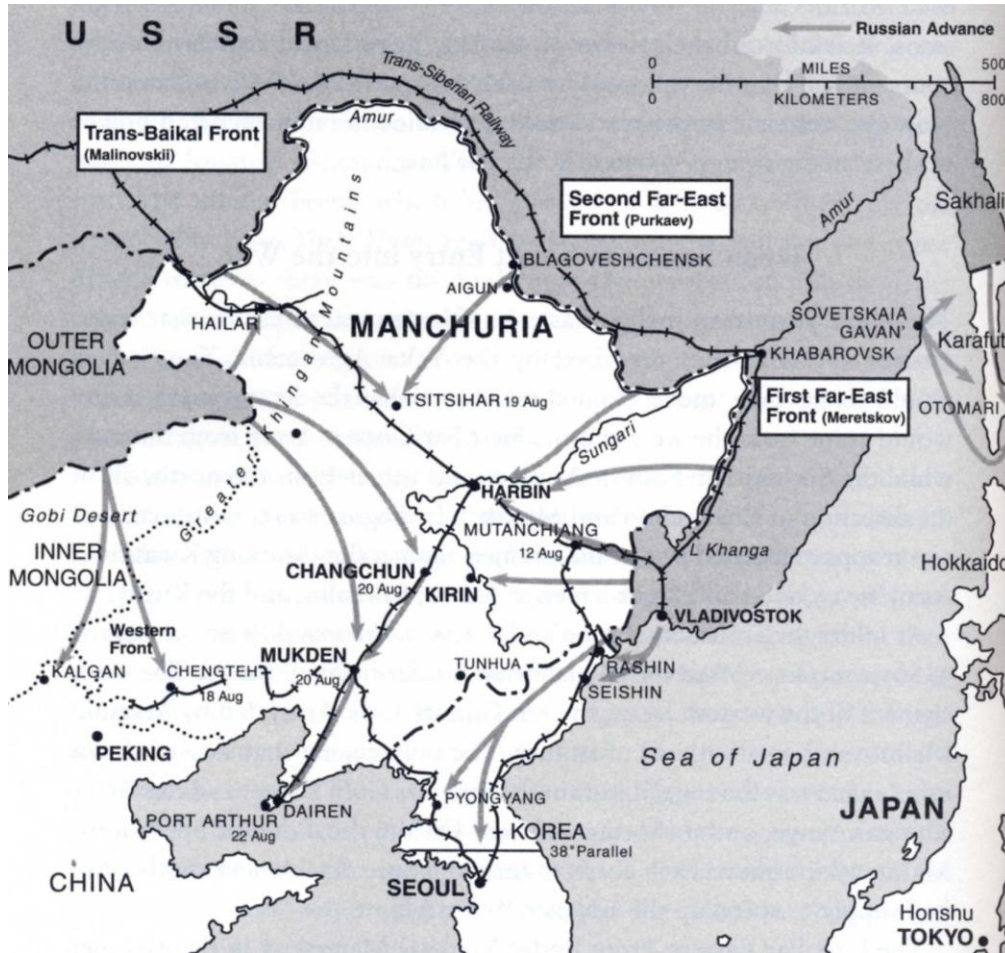 U S S R
Russian Advance
0 500
MILES
KILOMETERS
0 800
Trans-Siberian Railway
Amur
Trans-Baikal Front
(Malinovskii)
Second Far-East
Front (Purkaev)
Amur
Sakhali
BLAGOVESHCHENSK
AIGUN
Mountains
HAILAR
MANCHURIA
SOVETSKAIA
GAVAN'
Karafut
KHABAROVSK
OUTER
MONGOLIA
Khingan
TSITSIHAR 19 Aug
First Far-East
Front (Meretskov)
OTOMARI
Great
Sungari
HARBIN
Gobi Desert
MUTANCHIANG
12 Aug
L Khanga
INNER
MONGOLIA
CHANGCHUN
20 Aug
KIRIN
Hokkaido
VLADIVOSTOK
Western
Front
KALGAN
CHENGTEH
18 Aug
MUKDEN
20 Aug
TUNHUA
RASHIN
SEISHIN
PEKING
Sea of Japan
DAIREN
PORT ARTHUR
22 Aug
PYONGYANG
KOREA
38° Parallel
JAPAN
CHINA
SEOUL
Honshu
TOKYO